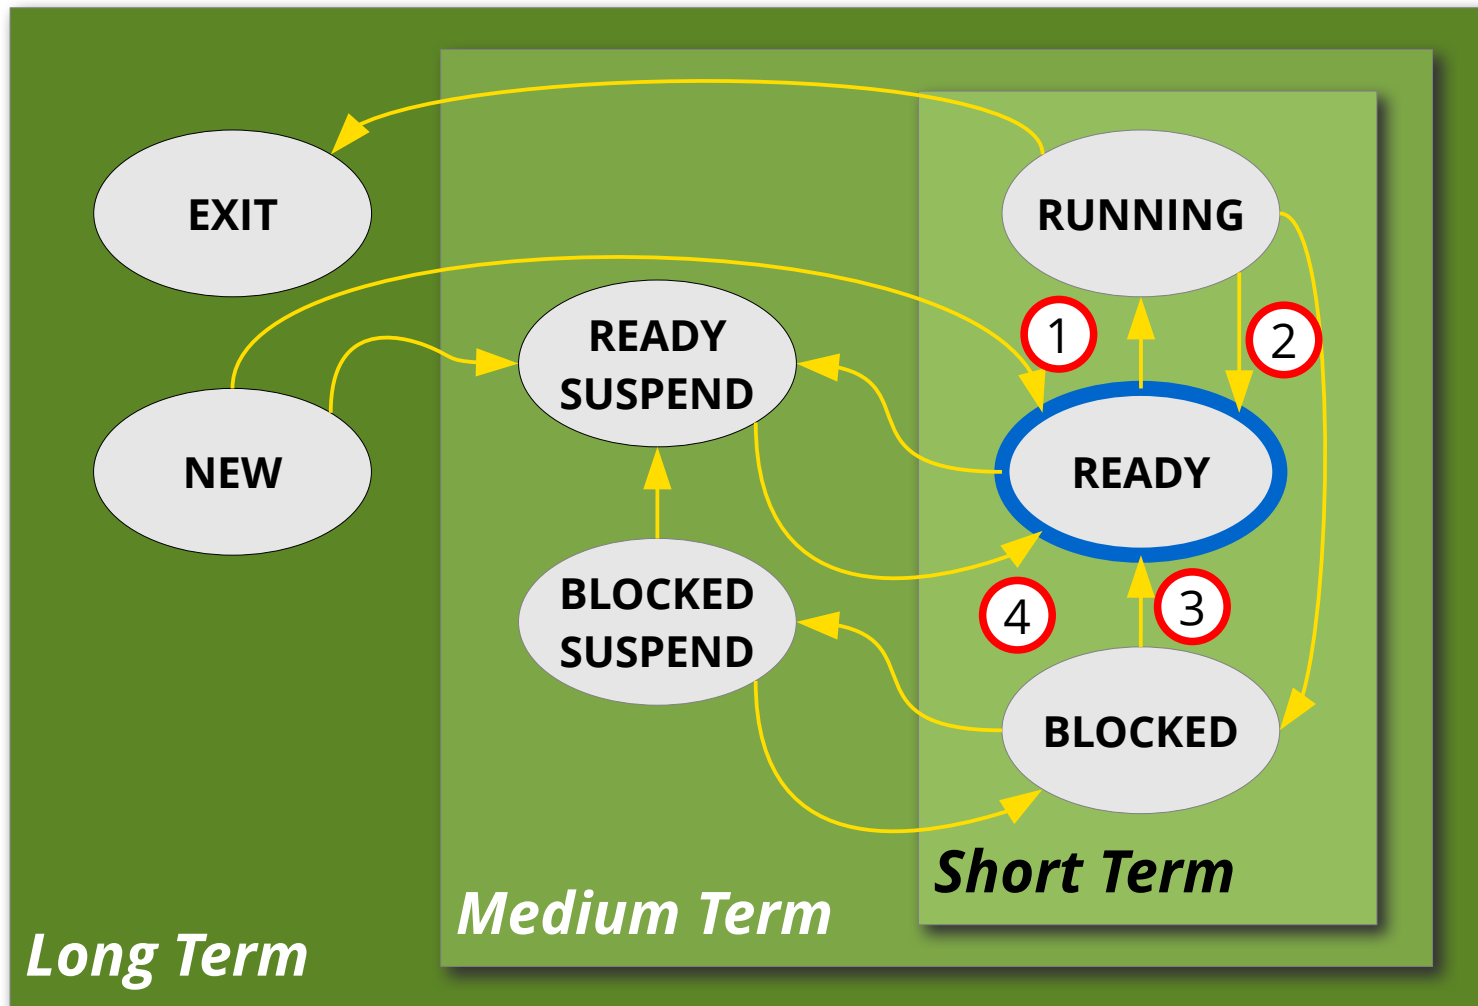 EXIT
RUNNING
READY
SUSPEND
1
2
NEW
READY
BLOCKED
SUSPEND
4
3
BLOCKED
Short Term
Medium Term
Long Term